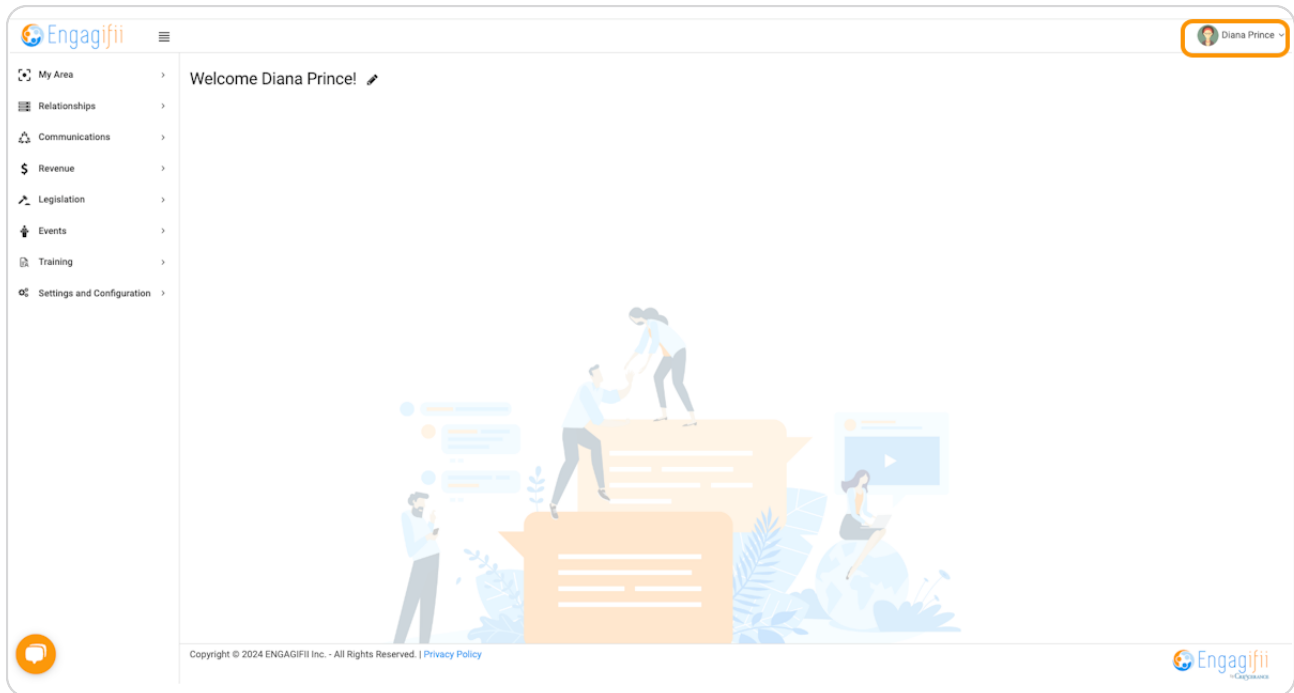 Engagifii
Diana Prince
My Area
Welcome Diana Prince!
Relationships
Communications
Revenue
Legislation
Events
Training
Settings and Configuration
Copyright © 2024 ENGAGIFII Inc. - All Rights Reserved. | Privacy Policy
Engagifii